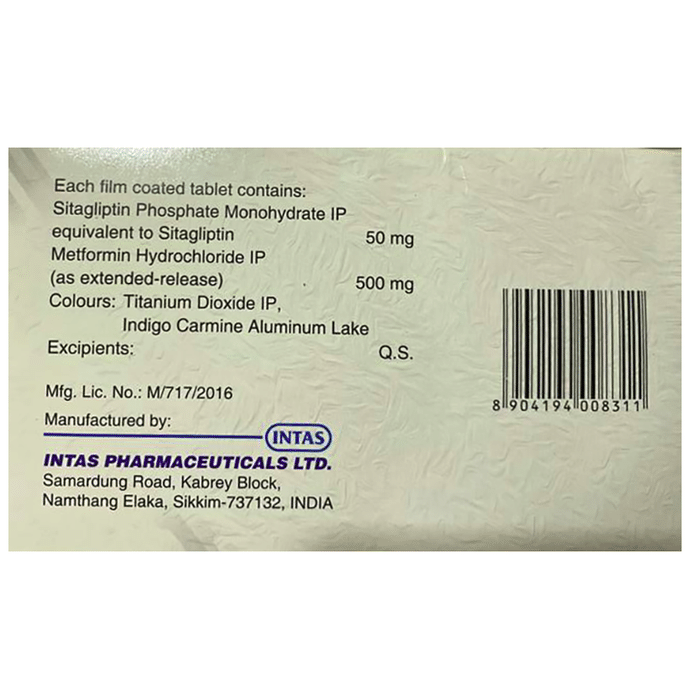 Each film coated tablet contains:
Sitagliptin Phosphate Monohydrate IP
equivalent to Sitagliptin 50 mg
Metformin Hydrochloride IP
(as extended-release) 500 mg
Colours: Titanium Dioxide IP,
Indigo Carmine Aluminum Lake
Excipients: Q.S.
Mfg. Lic. No.: M/717/2016
Manufactured by:
INTAS
INTAS PHARMACEUTICALS LTD.
Samardung Road, Kabrey Block,
Namthang Elaka, Sikkim-737132, INDIA
8 904194 008311